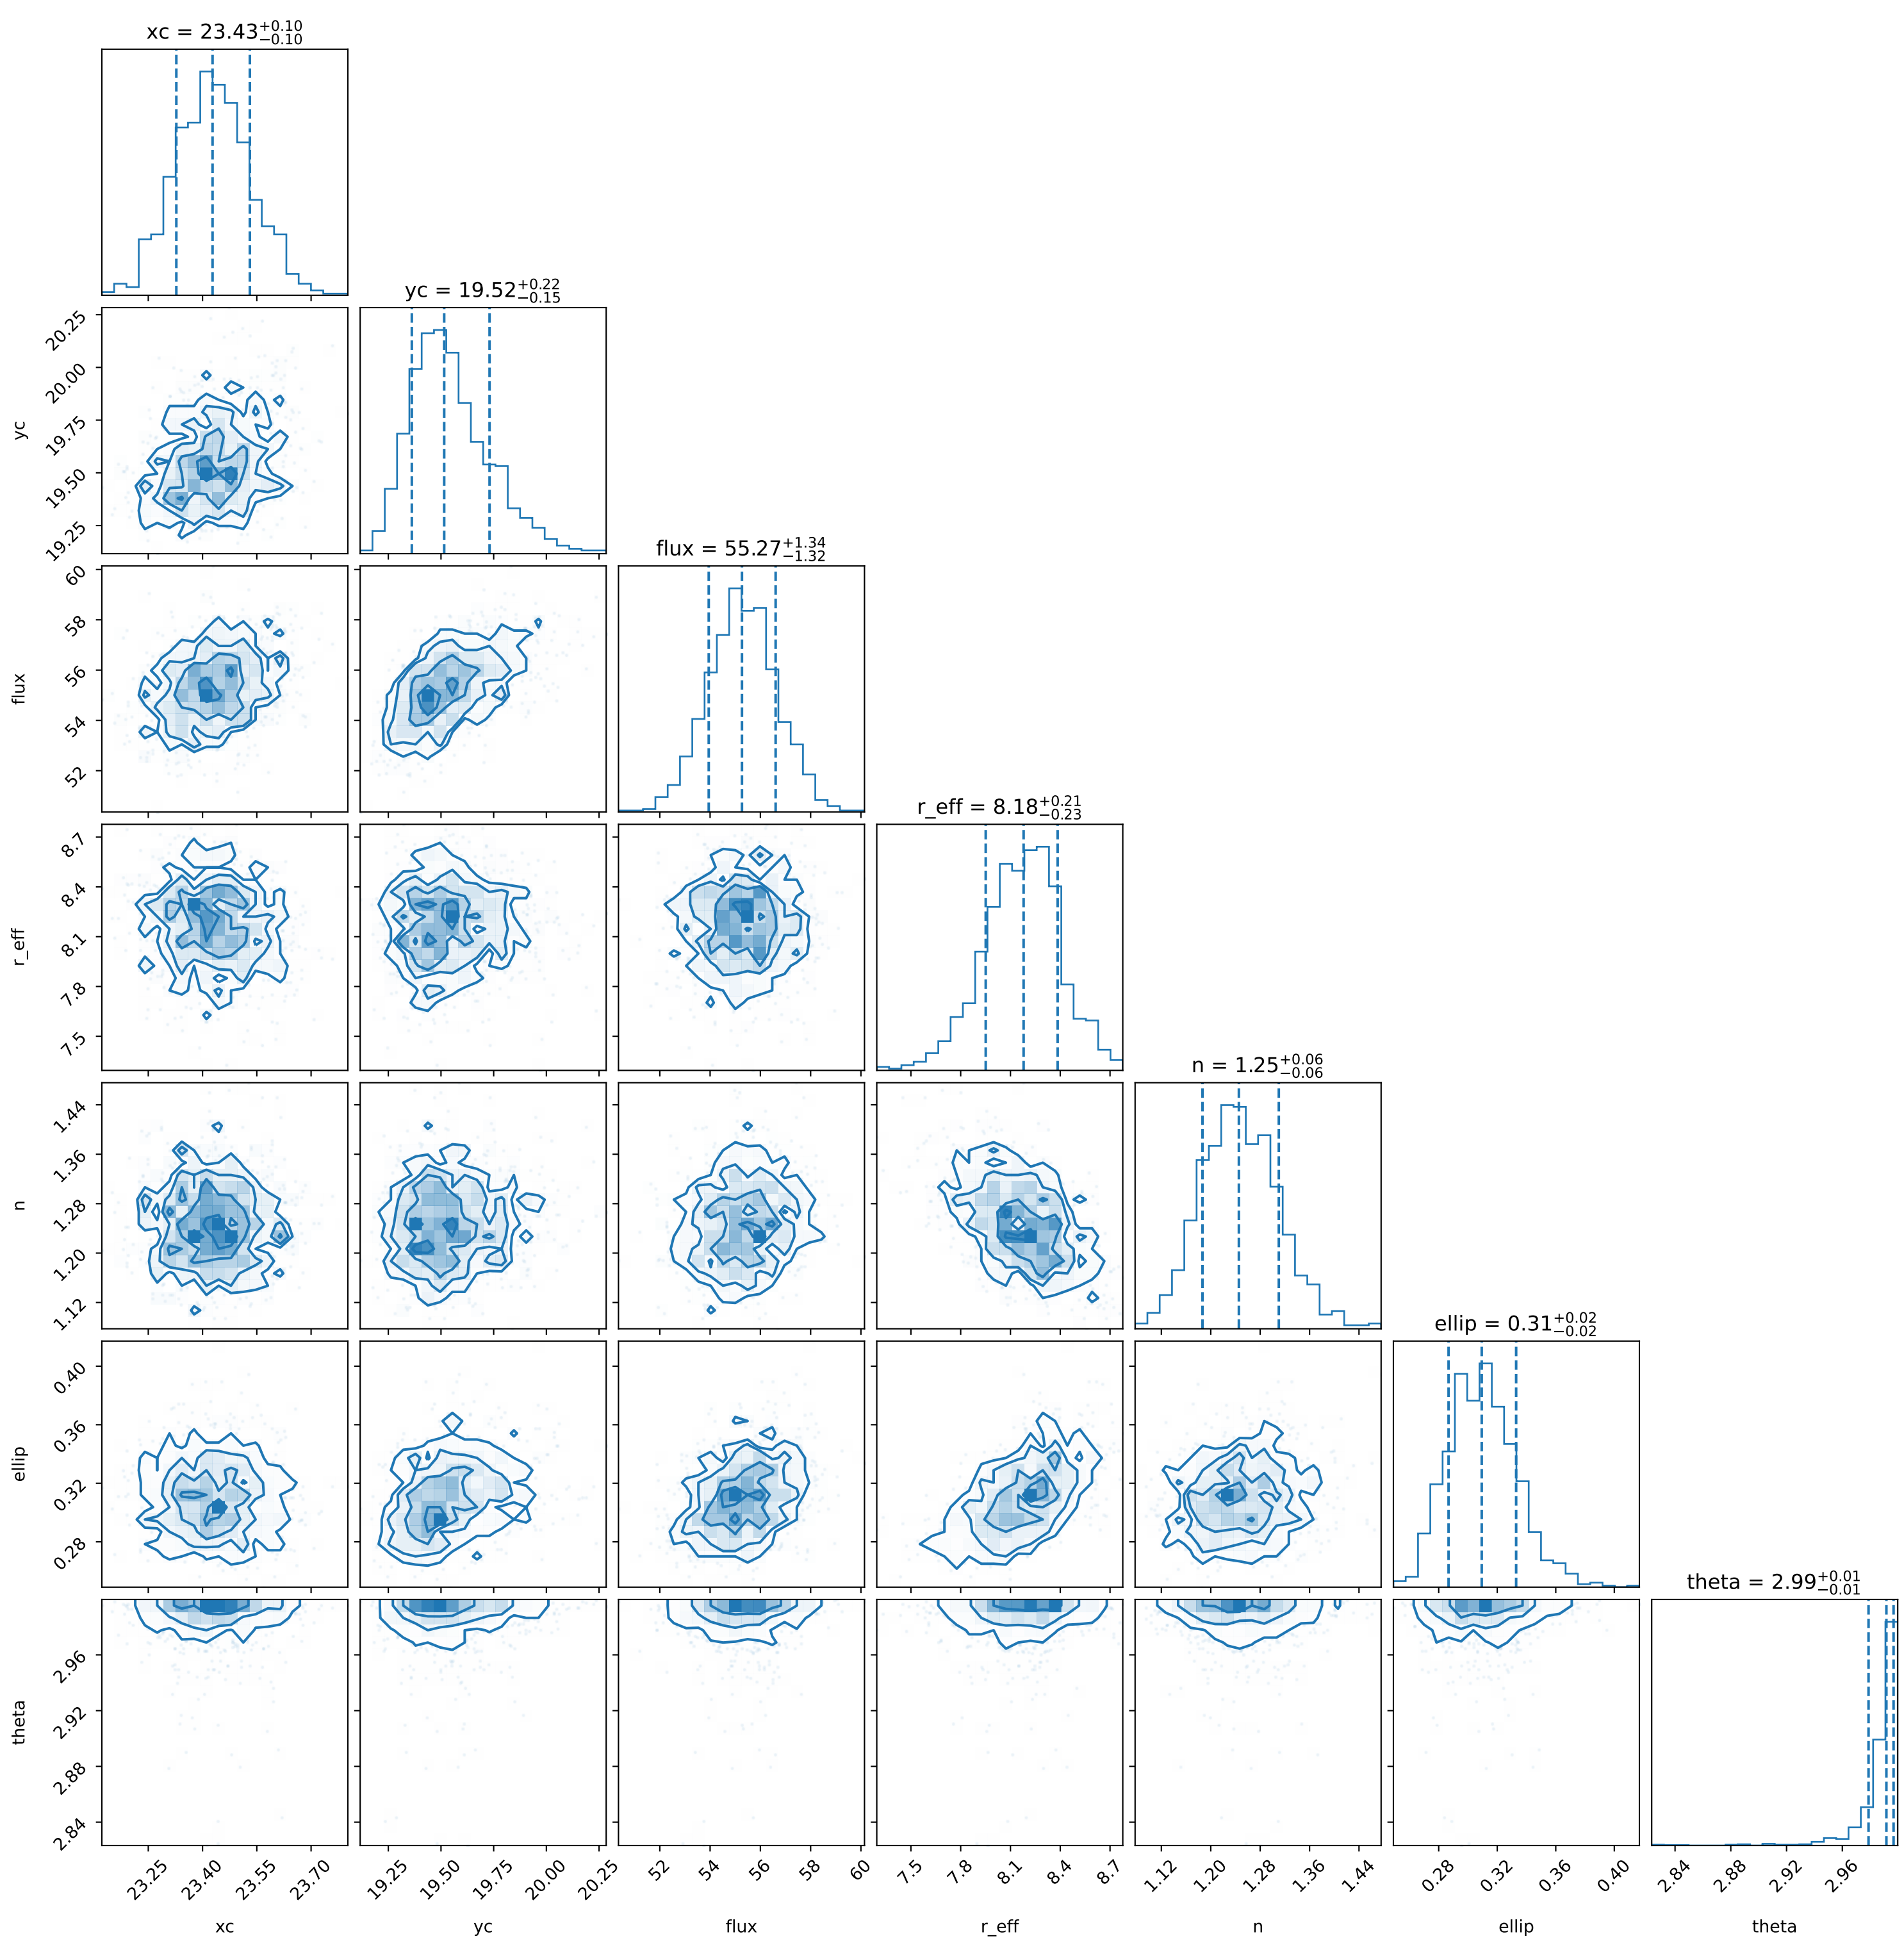 xc = 23.43+0.10−0.10
yc = 19.52+0.22−0.15
20.25
20.00
19.75
19.50
19.25
yc
flux = 55.27+1.34−1.32
60
58
56
54
52
flux
r_eff = 8.18+0.21−0.23
8.7
8.4
8.1
7.8
7.5
r_eff
n = 1.25+0.06−0.06
1.44
1.36
1.28
1.20
1.12
n
ellip = 0.31+0.02−0.02
0.40
0.36
0.32
0.28
ellip
theta = 2.99+0.01−0.01
2.96
2.92
2.88
2.84
theta
23.25 23.40 23.55 23.70 19.25 19.50 19.75 20.00 20.25 52 54 56 58 60 7.5 7.8 8.1 8.4 8.7 1.12 1.20 1.28 1.36 1.44 0.28 0.32 0.36 0.40 2.84 2.88 2.92 2.96
xc yc flux r_eff n ellip theta